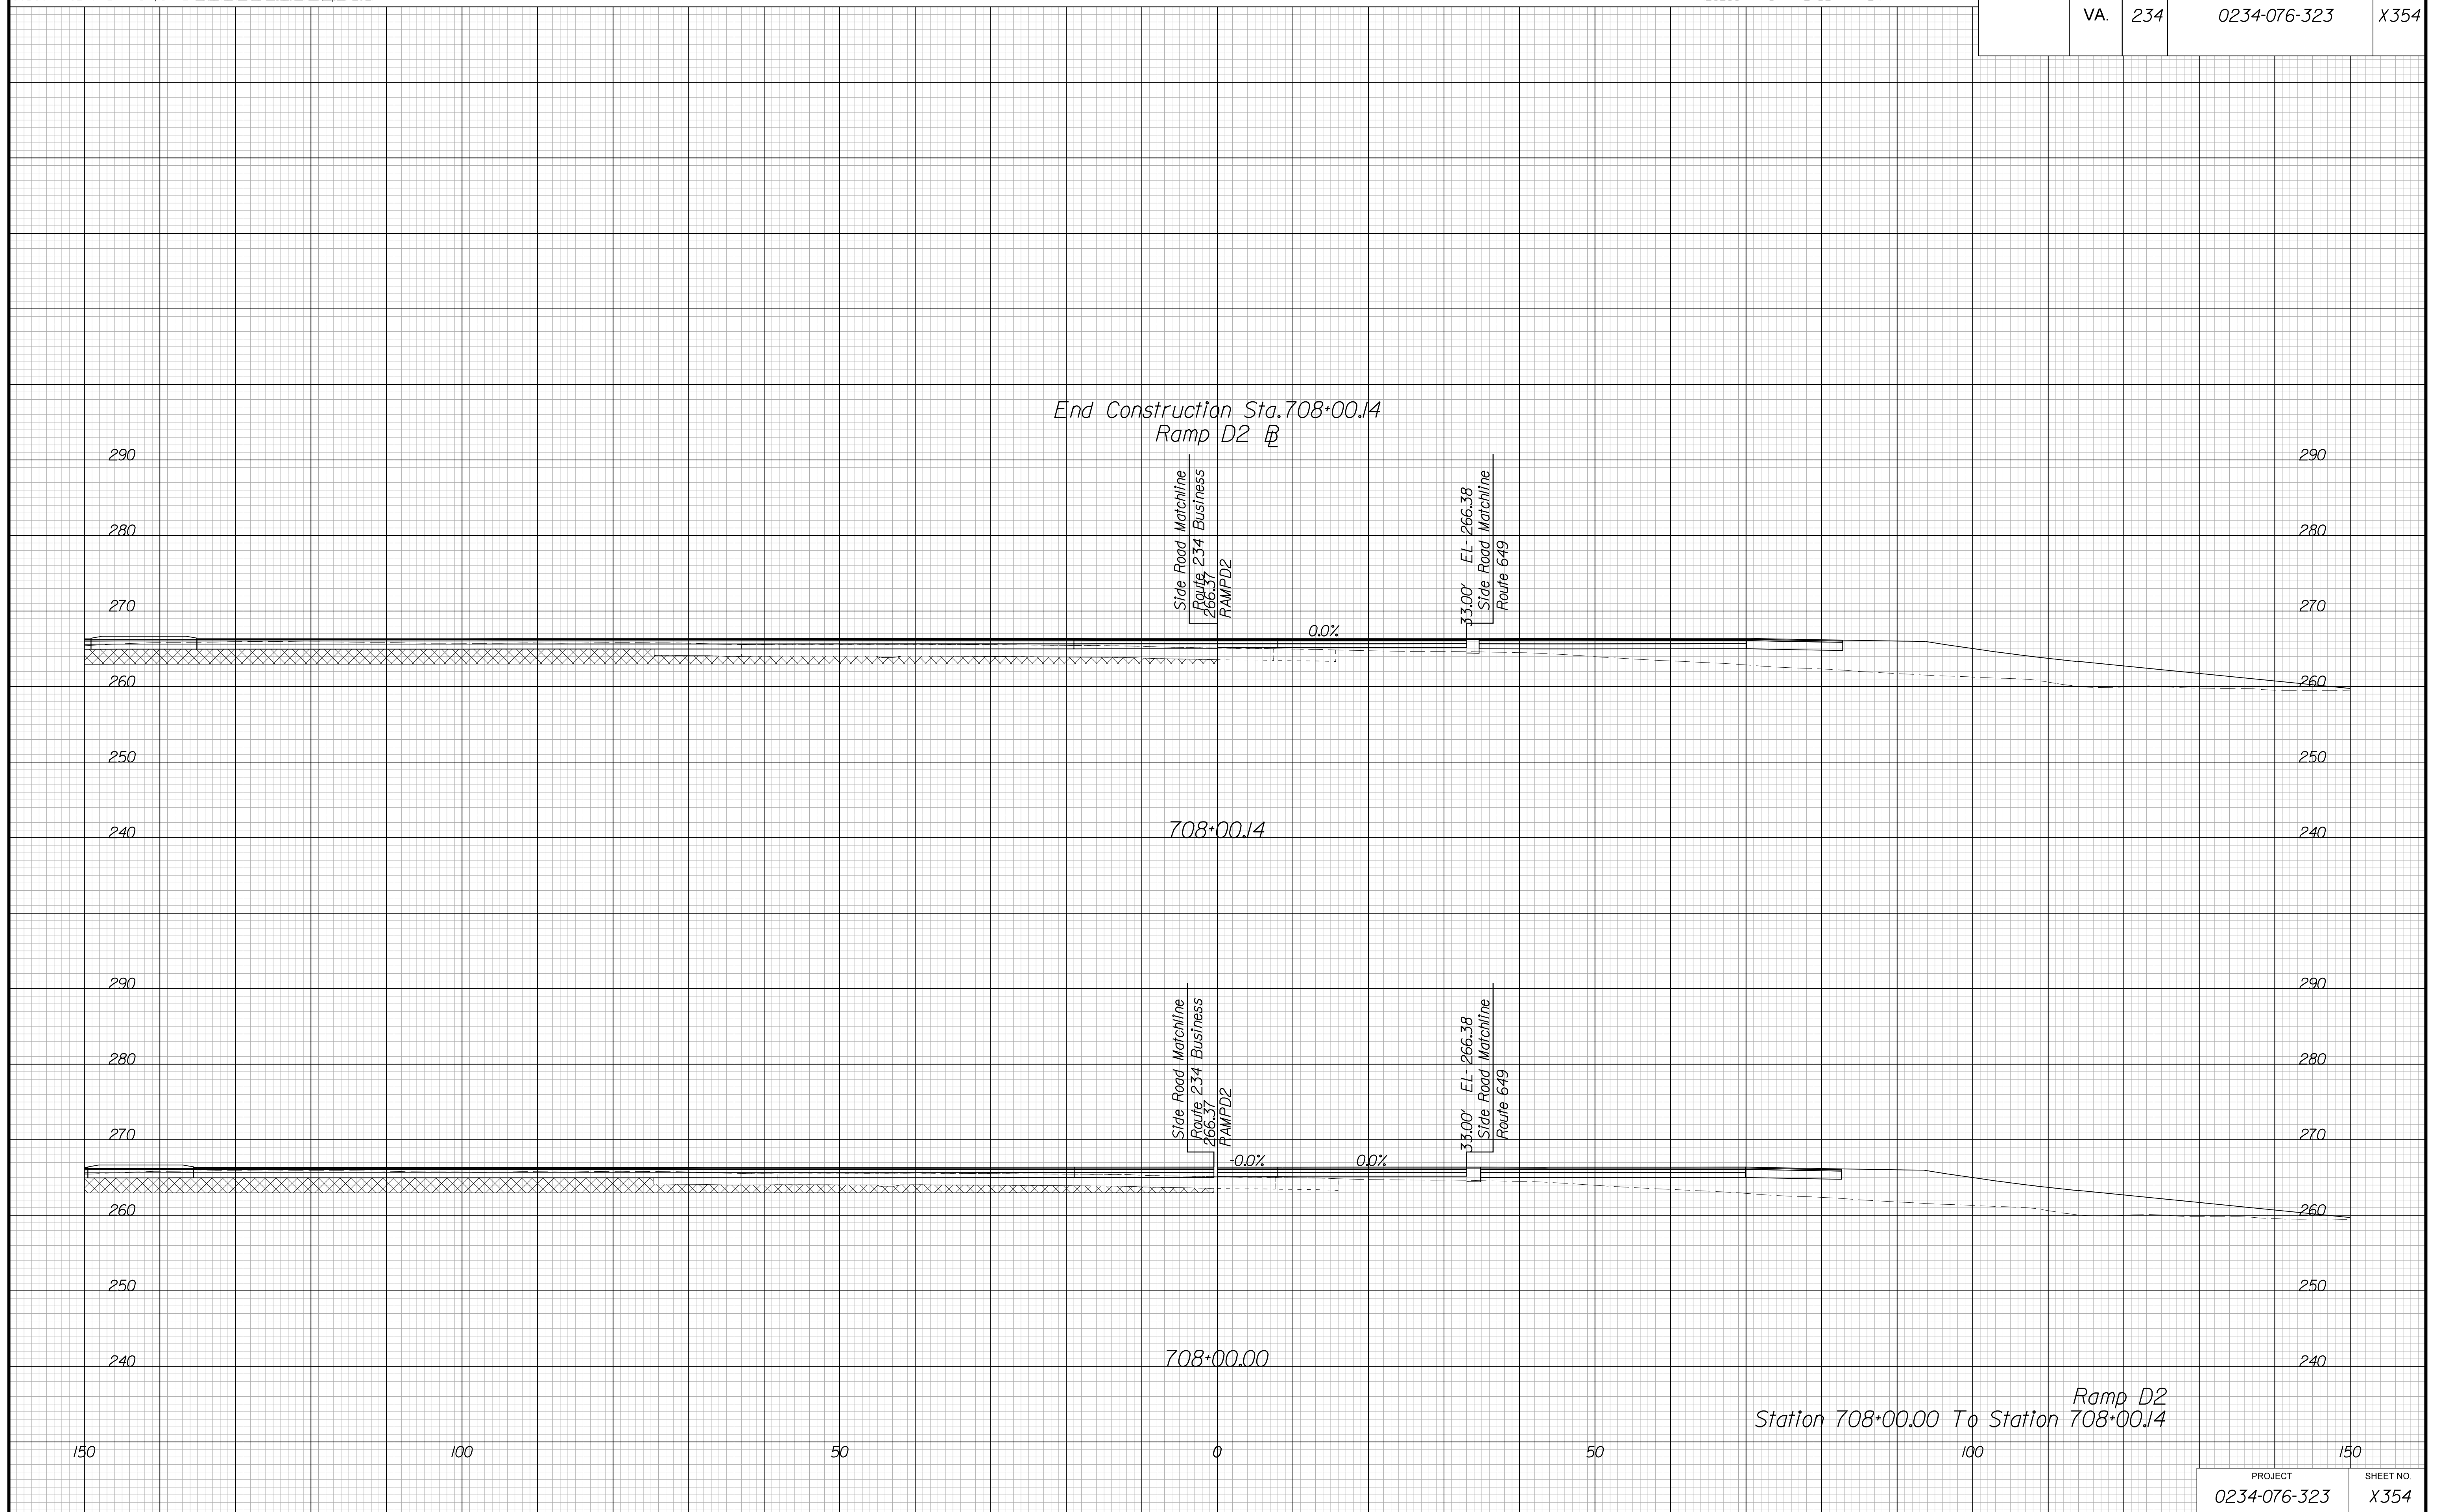 VA. 234 0234-076-323 X354
End Construction Sta. 708+00.14
Ramp D2 BL
290 290
Side Road Matchline
Route 234 Business
266.37
RAMPD2
33.00' EL- 266.38
Side Road Matchline
Route 649
280 280
270 270
0.0%
260 260
250 250
240 708+00.14 240
290 290
Side Road Matchline
Route 234 Business
266.37
RAMPD2
33.00' EL- 266.38
Side Road Matchline
Route 649
280 280
270 270
-0.0% 0.0%
260 260
250 250
240 708+00.00 240
Ramp D2
Station 708+00.00 To Station 708+00.14
150 100 50 0 50 100 150
PROJECT SHEET NO.
0234-076-323 X354